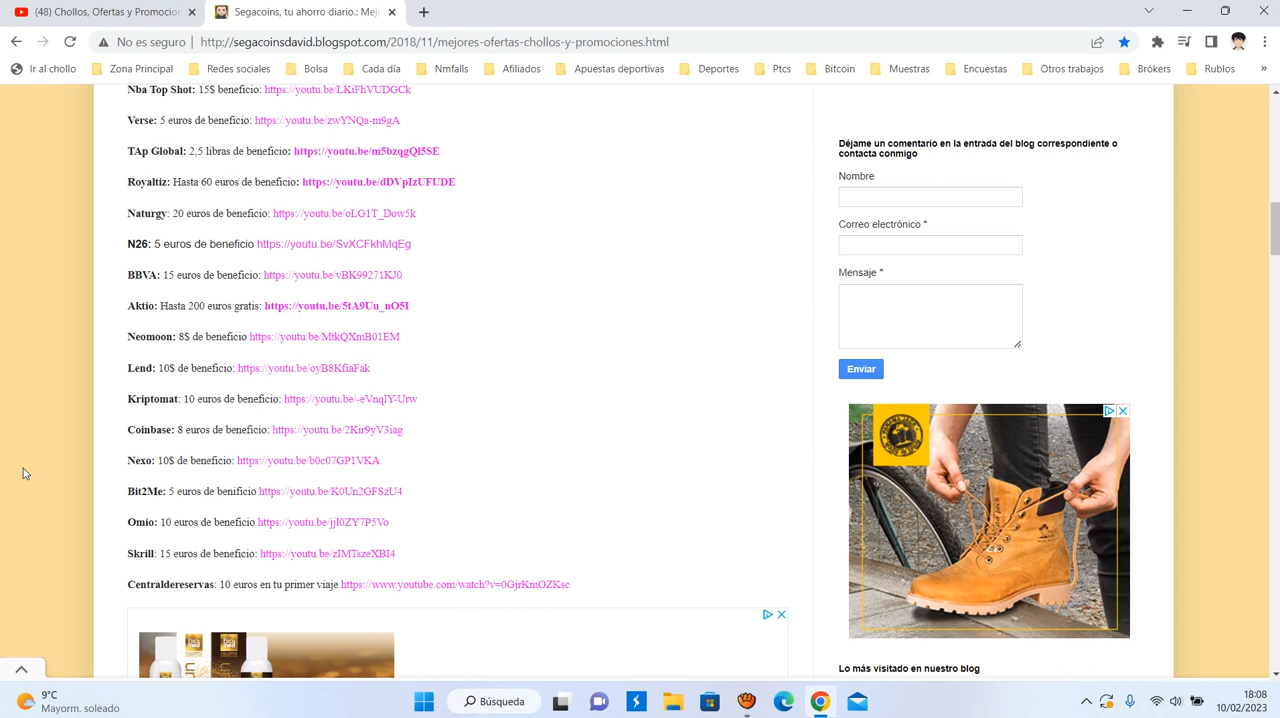 (48) Chollos, Ofertas y Promocion
Segacoins, tu ahorro diario.: Mej
No es seguro | http://segacoinsdavid.blogspot.com/2018/11/mejores-ofertas-chollos-y-promociones.html
Ir al chollo Zona Principal Redes sociales Bolsa Cada día Nmfalls Afiliados Apuestas deportivas Deportes Ptcs Bitcoin Muestras Encuestas Otros trabajos Brókers Rublos »
Nba Top Shot: 15$ beneficio: https://youtu.be/LKiFhVUDGCk
Verse: 5 euros de beneficio: https://youtu.be/zwYNQa-m9gA
TAp Global: 2,5 libras de beneficio: https://youtu.be/m5bzqgQl5SE
Royaltiz: Hasta 60 euros de beneficio: https://youtu.be/dDVpIzUFUDE
Naturgy: 20 euros de beneficio: https://youtu.be/oLG1T_Dow5k
N26: 5 euros de beneficio https://youtu.be/SvXCFkhMqEg
BBVA: 15 euros de beneficio: https://youtu.be/vBK99271KJ0
Aktio: Hasta 200 euros gratis: https://youtu.be/5tA9Uu_nO5I
Neomoon: 8$ de beneficio https://youtu.be/MtkQXmB01EM
Lend: 10$ de beneficio: https://youtu.be/oyB8KfiaFak
Kriptomat: 10 euros de beneficio: https://youtu.be/-eVnqlY-Urw
Coinbase: 8 euros de beneficio: https://youtu.be/2Kir9yV3iag
Nexo: 10$ de beneficio: https://youtu.be/b0c07GP1VKA
Bit2Me: 5 euros de benificio https://youtu.be/K0Un2GFSzU4
Omio: 10 euros de beneficio https://youtu.be/jjl0ZY7P5Vo
Skrill: 15 euros de beneficio: https://youtu.be/zIMTszeXBI4
Centraldereservas: 10 euros en tu primer viaje https://www.youtube.com/watch?v=0GjrKmOZKsc
Déjame un comentario en la entrada del blog correspondiente o
contacta conmigo
Nombre
Correo electrónico *
Mensaje *
Enviar
Lo más visitado en nuestro blog
9°C
Mayorm. soleado
Búsqueda
18:08
10/02/2023